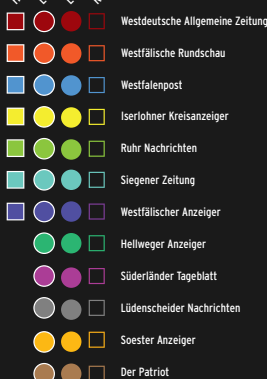 Westdeutsche Allgemeine Zeitung
Westfälische Rundschau
Westfalenpost
Iserlohner Kreisanzeiger
Ruhr Nachrichten
Siegener Zeitung
Westfälischer Anzeiger
Hellweger Anzeiger
Süderländer Tageblatt
Lüdenscheider Nachrichten
Soester Anzeiger
Der Patriot